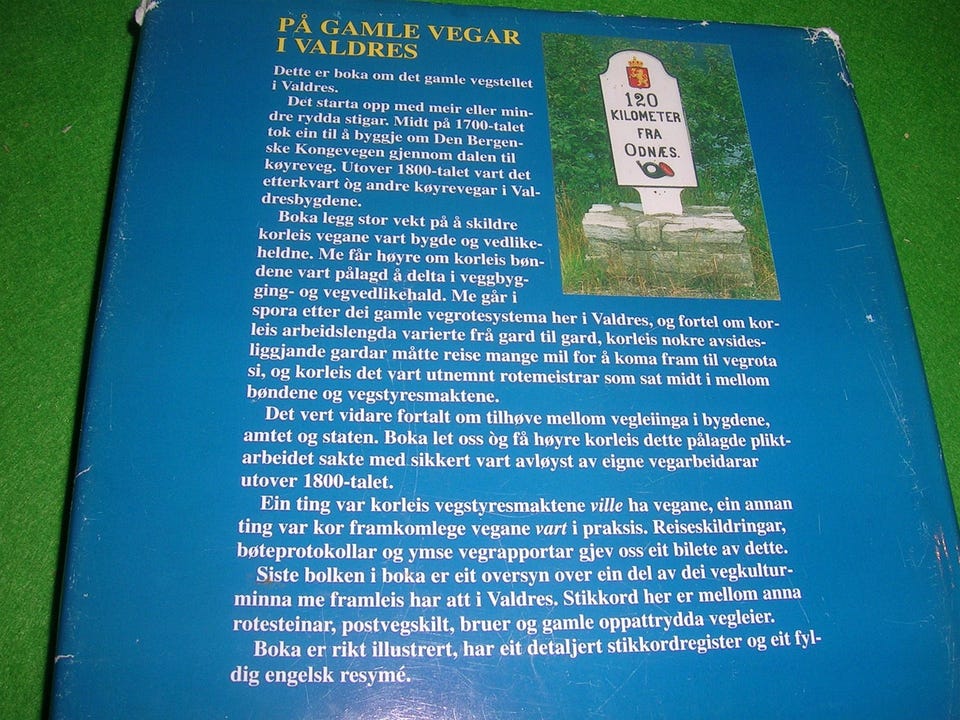 PÅ GAMLE VEGAR
I VALDRES
Dette er boka om det gamle vegstellet
i Valdres.
Det starta opp med meir eller min-
dre rydda stigar. Midt på 1700-talet
tok ein til å byggje om Den Bergen-
ske Kongevegen gjennom dalen til
køyreveg. Utover 1800-talet vart det
etterkvart òg andre køyrevegar i Val-
dresbygdene.
Boka legg stor vekt på å skildre
korleis vegane vart bygde og vedlike-
heldne. Me får høyre om korleis bøn-
dene vart pålagd å delta i veggbyg-
ging- og vegvedlikehald. Me går i
spora etter dei gamle vegrotesystema her i Valdres, og fortel om kor-
leis arbeidslengda varierte frå gard til gard, korleis nokre avsides-
liggjande gardar måtte reise mange mil for å koma fram til vegrota
si, og korleis det vart utnemnt rotemeistrar som sat midt i mellom
bøndene og vegstyresmaktene.
Det vert vidare fortalt om tilhøve mellom vegleiinga i bygdene,
amtet og staten. Boka let oss òg få høyre korleis dette pålagde plikt-
arbeidet sakte med sikkert vart avløyst av eigne vegarbeidarar
utover 1800-talet.
Ein ting var korleis vegstyresmaktene ville ha vegane, ein annan
ting var kor framkomlege vegane vart i praksis. Reiseskildringar,
bøteprotokollar og ymse vegrapportar gjev oss eit bilete av dette.
Siste bolken i boka er eit oversyn over ein del av dei vegkultur-
minna me framleis har att i Valdres. Stikkord her er mellom anna
rotesteinar, postvegskilt, bruer og gamle oppattrydda vegleier.
Boka er rikt illustrert, har eit detaljert stikkordregister og eit fyl-
dig engelsk resymé.
120
KILOMETER
FRA
ODNÆS.